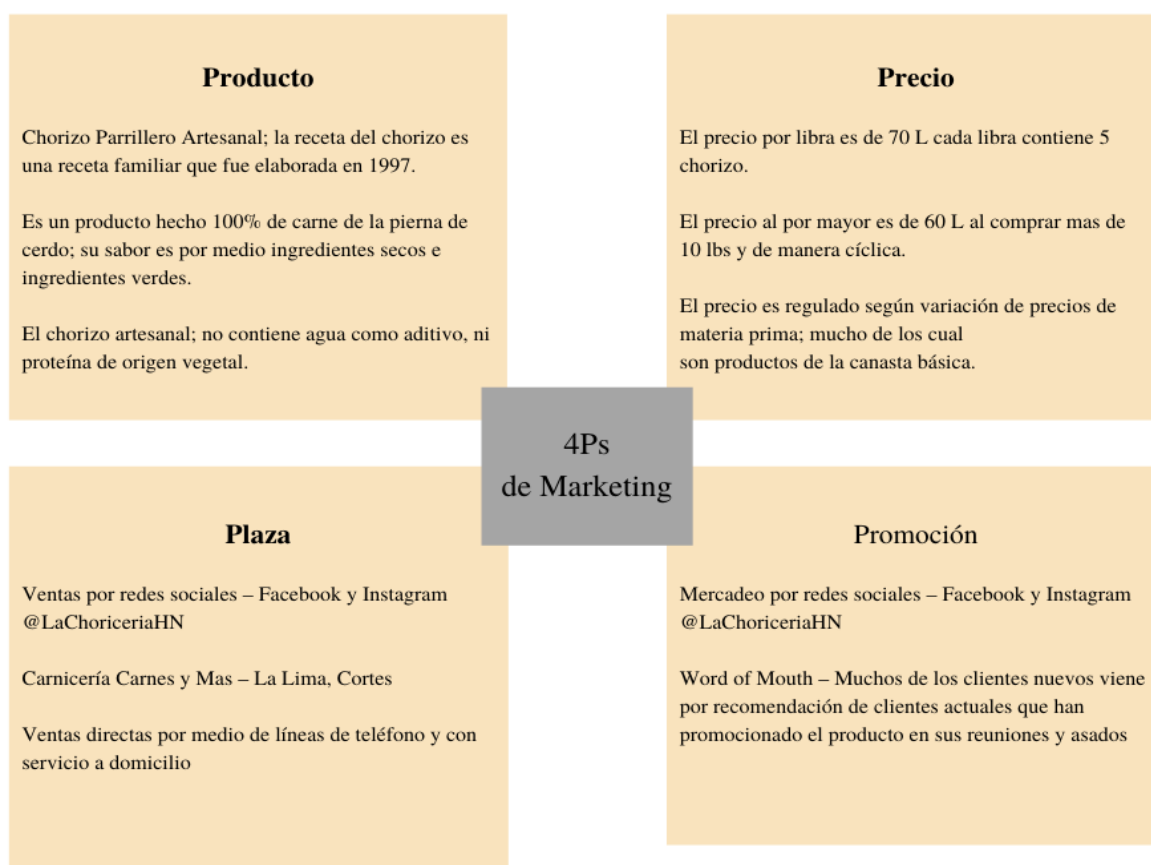 Producto
Chorizo Parrillero Artesanal; la receta del chorizo es
una receta familiar que fue elaborada en 1997.
Es un producto hecho 100% de carne de la pierna de
cerdo; su sabor es por medio ingredientes secos e
ingredientes verdes.
El chorizo artesanal; no contiene agua como aditivo, ni
proteína de origen vegetal.
Precio
El precio por libra es de 70 L cada libra contiene 5
chorizo.
El precio al por mayor es de 60 L al comprar mas de
10 lbs y de manera cíclica.
El precio es regulado según variación de precios de
materia prima; mucho de los cual
son productos de la canasta básica.
4Ps
de Marketing
Plaza
Ventas por redes sociales – Facebook y Instagram
@LaChoriceriaHN
Carnicería Carnes y Mas – La Lima, Cortes
Ventas directas por medio de líneas de teléfono y con
servicio a domicilio
Promoción
Mercadeo por redes sociales – Facebook y Instagram
@LaChoriceriaHN
Word of Mouth – Muchos de los clientes nuevos viene
por recomendación de clientes actuales que han
promocionado el producto en sus reuniones y asados